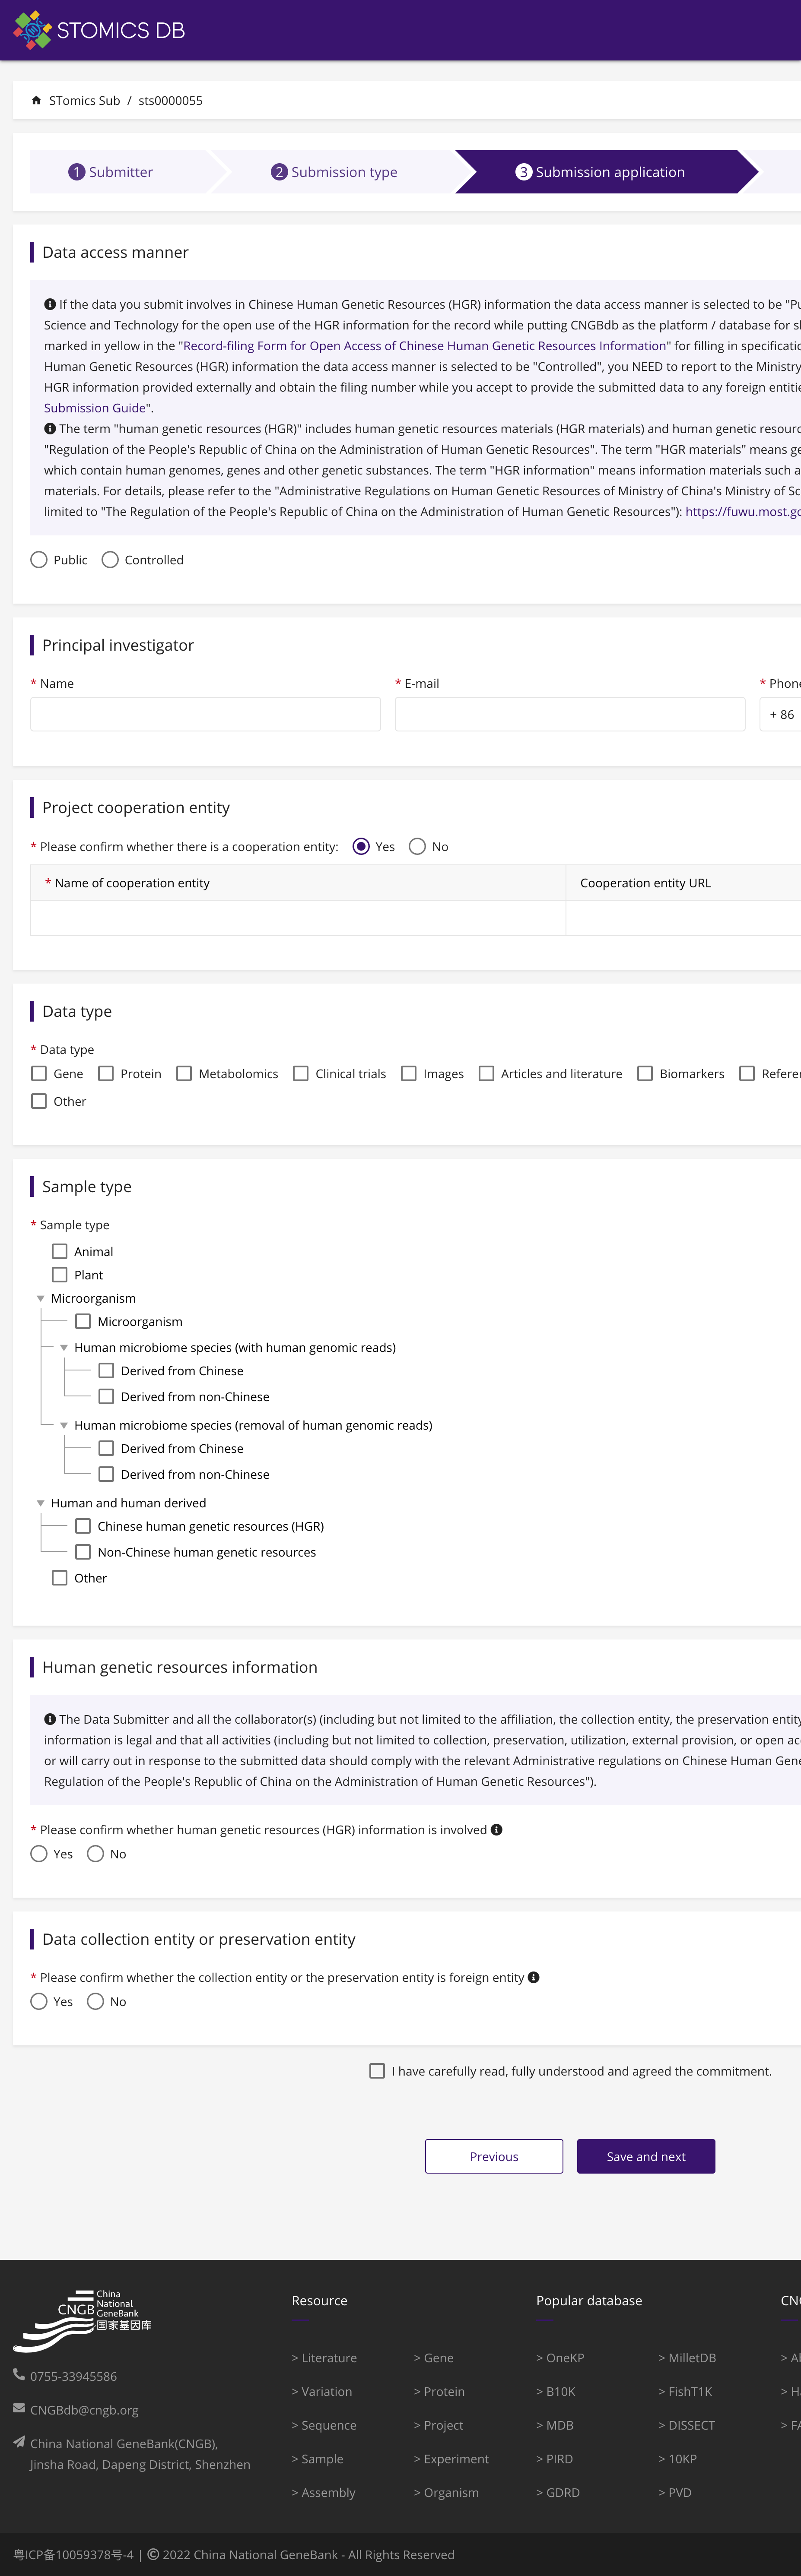 STOMICS DB
STomics Sub / sts0000055
1 Submitter
2 Submission type
3 Submission application
Data access manner
If the data you submit involves in Chinese Human Genetic Resources (HGR) information the data access manner is selected to be "Pu
Science and Technology for the open use of the HGR information for the record while putting CNGBdb as the platform / database for sh
marked in yellow in the "Record-filing Form for Open Access of Chinese Human Genetic Resources Information" for filling in specificatio
Human Genetic Resources (HGR) information the data access manner is selected to be "Controlled", you NEED to report to the Ministry
HGR information provided externally and obtain the filing number while you accept to provide the submitted data to any foreign entitie
Submission Guide".
The term "human genetic resources (HGR)" includes human genetic resources materials (HGR materials) and human genetic resourc
"Regulation of the People's Republic of China on the Administration of Human Genetic Resources". The term "HGR materials" means ge
which contain human genomes, genes and other genetic substances. The term "HGR information" means information materials such a
materials. For details, please refer to the "Administrative Regulations on Human Genetic Resources of Ministry of China's Ministry of Sc
limited to "The Regulation of the People's Republic of China on the Administration of Human Genetic Resources"): https://fuwu.most.go
Public Controlled
Principal investigator
* Name * E-mail * Phone
+ 86
Project cooperation entity
* Please confirm whether there is a cooperation entity: Yes No
* Name of cooperation entity Cooperation entity URL
Data type
* Data type
Gene Protein Metabolomics Clinical trials Images Articles and literature Biomarkers Referen
Other
Sample type
* Sample type
Animal
Plant
Microorganism
Microorganism
Human microbiome species (with human genomic reads)
Derived from Chinese
Derived from non-Chinese
Human microbiome species (removal of human genomic reads)
Derived from Chinese
Derived from non-Chinese
Human and human derived
Chinese human genetic resources (HGR)
Non-Chinese human genetic resources
Other
Human genetic resources information
The Data Submitter and all the collaborator(s) (including but not limited to the affiliation, the collection entity, the preservation entity
information is legal and that all activities (including but not limited to collection, preservation, utilization, external provision, or open ac
or will carry out in response to the submitted data should comply with the relevant Administrative regulations on Chinese Human Gene
Regulation of the People's Republic of China on the Administration of Human Genetic Resources").
* Please confirm whether human genetic resources (HGR) information is involved
Yes No
Data collection entity or preservation entity
* Please confirm whether the collection entity or the preservation entity is foreign entity
Yes No
I have carefully read, fully understood and agreed the commitment.
Previous Save and next
CNGB China
National
GeneBank
国家基因库
0755-33945586
CNGBdb@cngb.org
China National GeneBank(CNGB),
Jinsha Road, Dapeng District, Shenzhen
Resource
> Literature > Gene
> Variation > Protein
> Sequence > Project
> Sample > Experiment
> Assembly > Organism
Popular database
> OneKP > MilletDB
> B10K > FishT1K
> MDB > DISSECT
> PIRD > 10KP
> GDRD > PVD
CNG
> Ab
> Ha
> FA
粤ICP备10059378号-4 | © 2022 China National GeneBank - All Rights Reserved